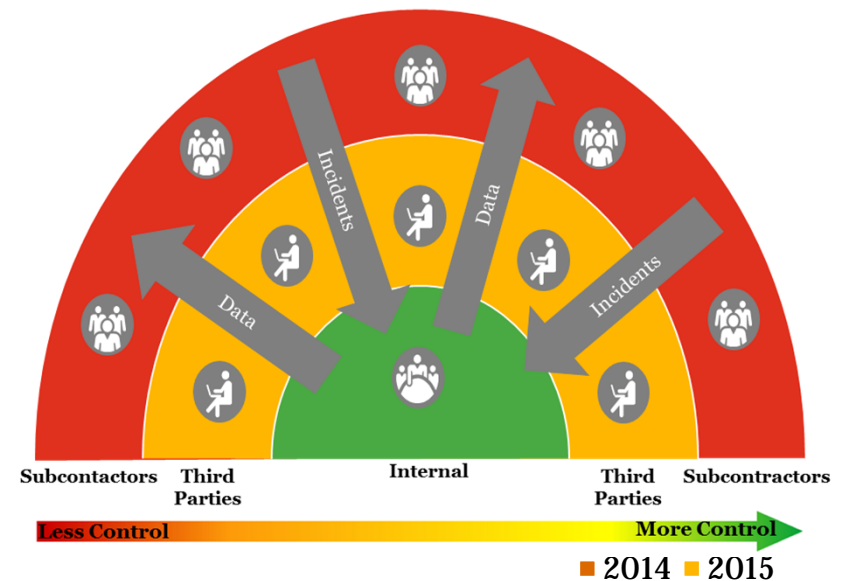 Incidents
Data
Data
Incidents
Subcontactors
Third
Parties
Internal
Third
Parties
Subcontractors
Less Control
More Control
2014
2015